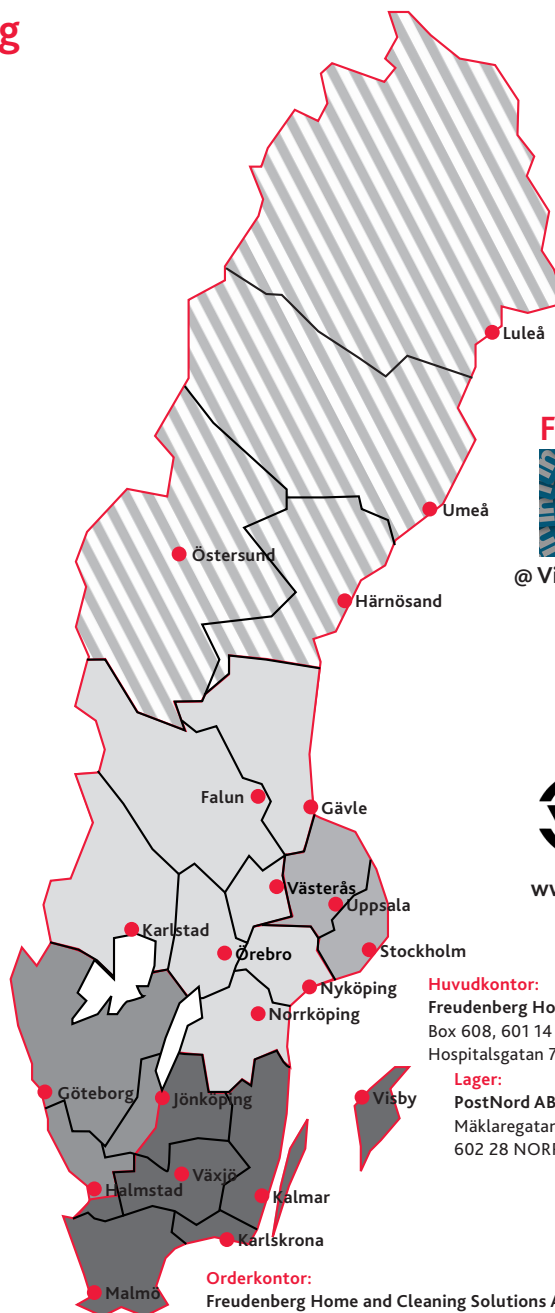 g
Luleå
F
Umeå
Östersund
@ Vi
Härnösand
Falun
Gävle
Västerås
Uppsala
Karlstad
Örebro
Stockholm
Nyköping
Norrköping
Huvudkontor:
Freudenberg Ho
Box 608, 601 14
Hospitalsgatan 7
Lager:
PostNord AB
Mäklaregatan
602 28 NORR
Göteborg
Jönköping
Visby
Växjö
Halmstad
Kalmar
Karlskrona
Malmö
Orderkontor:
Freudenberg Home and Cleaning Solutions A